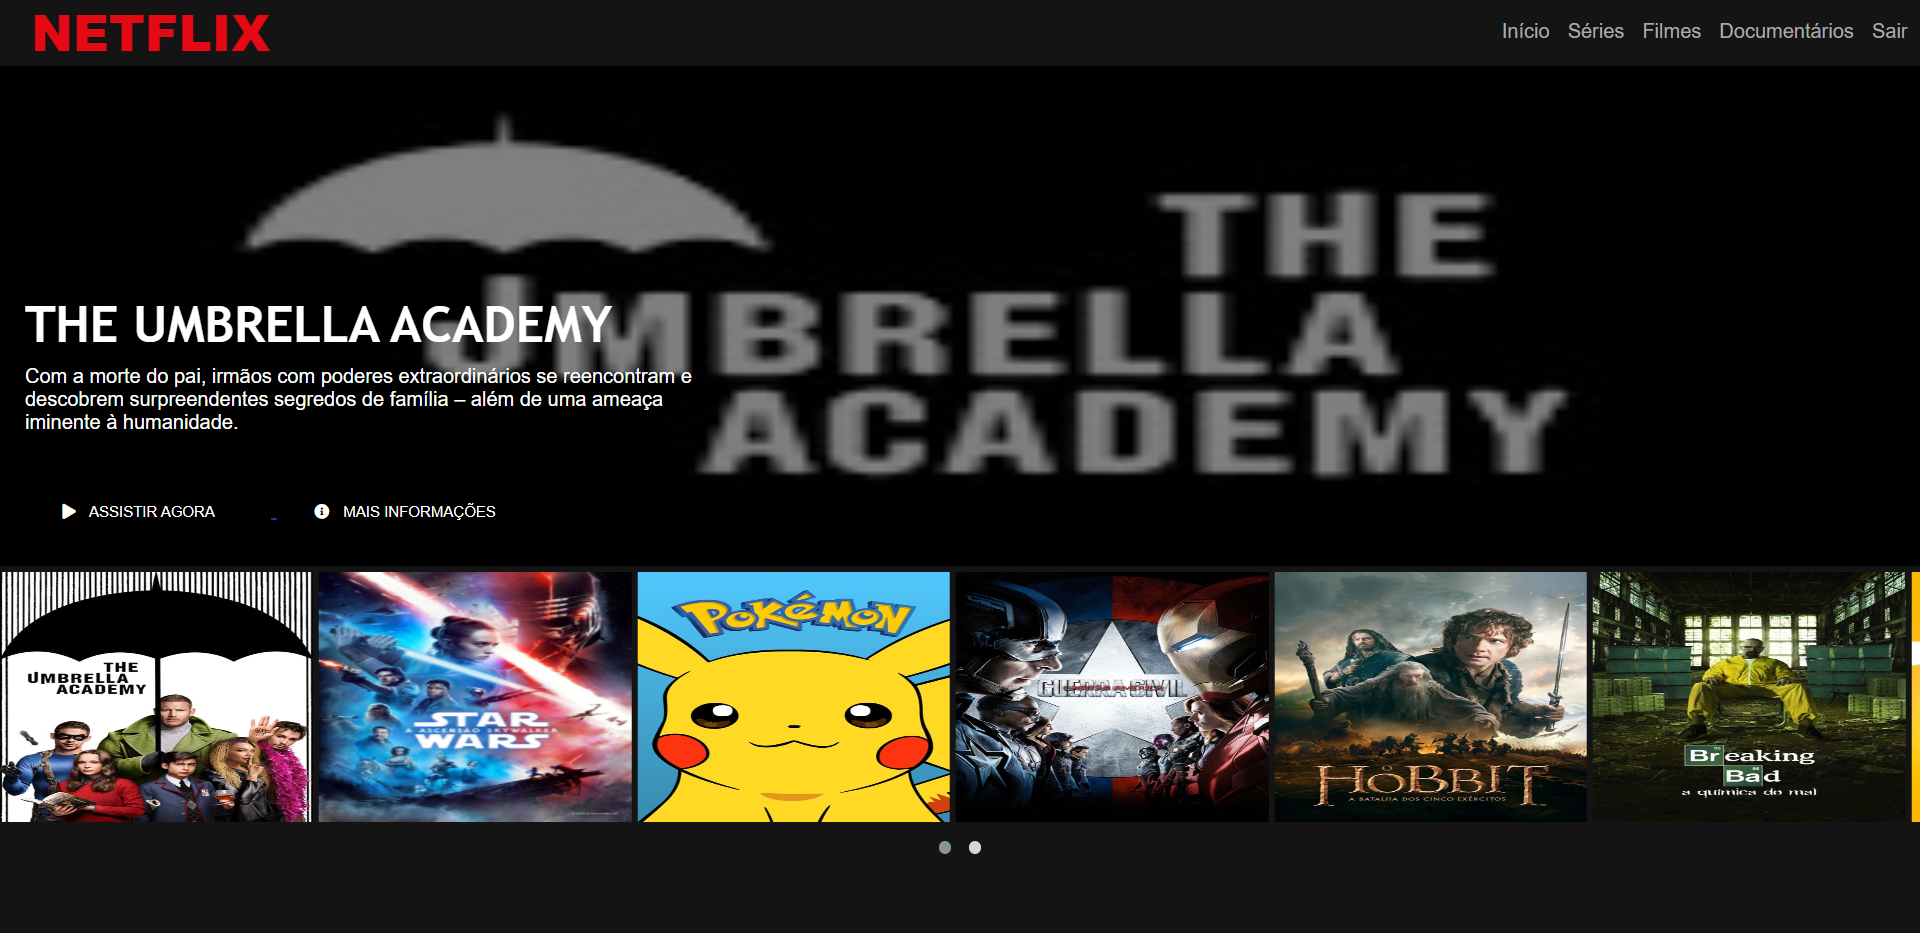 NETFLIX
Início Séries Filmes Documentários Sair
THE
UMBRELLA
ACADEMY
THE UMBRELLA ACADEMY
Com a morte do pai, irmãos com poderes extraordinários se reencontram e
descobrem surpreendentes segredos de família – além de uma ameaça
iminente à humanidade.
ASSISTIR AGORA
MAIS INFORMAÇÕES
THE
UMBRELLA
ACADEMY
STAR
A ASCENSÃO SKYWALKER
WARS
POKéMON
GUERRA CIVIL
O
HOBBIT
A BATALHA DOS CINCO EXÉRCITOS
Breaking
Bad
a química do mal